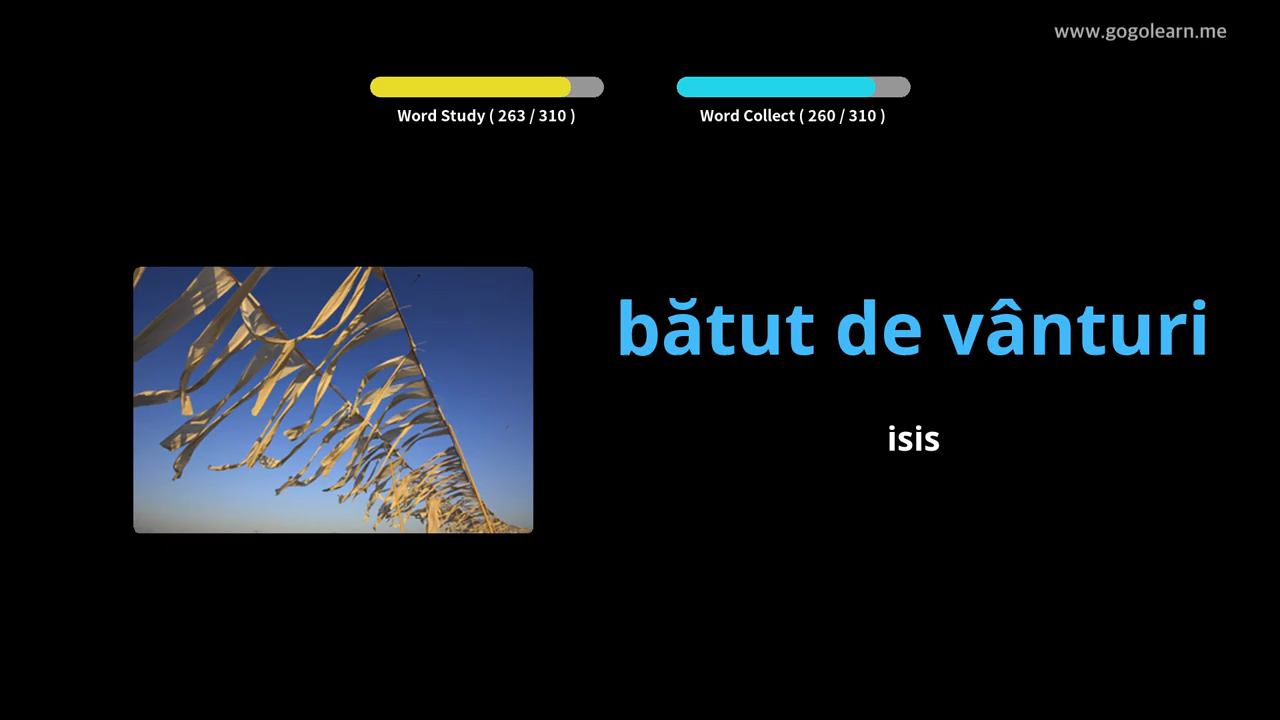 www.gogolearn.me
Word Study ( 263 / 310 )
Word Collect ( 260 / 310 )
bătut de vânturi
isis